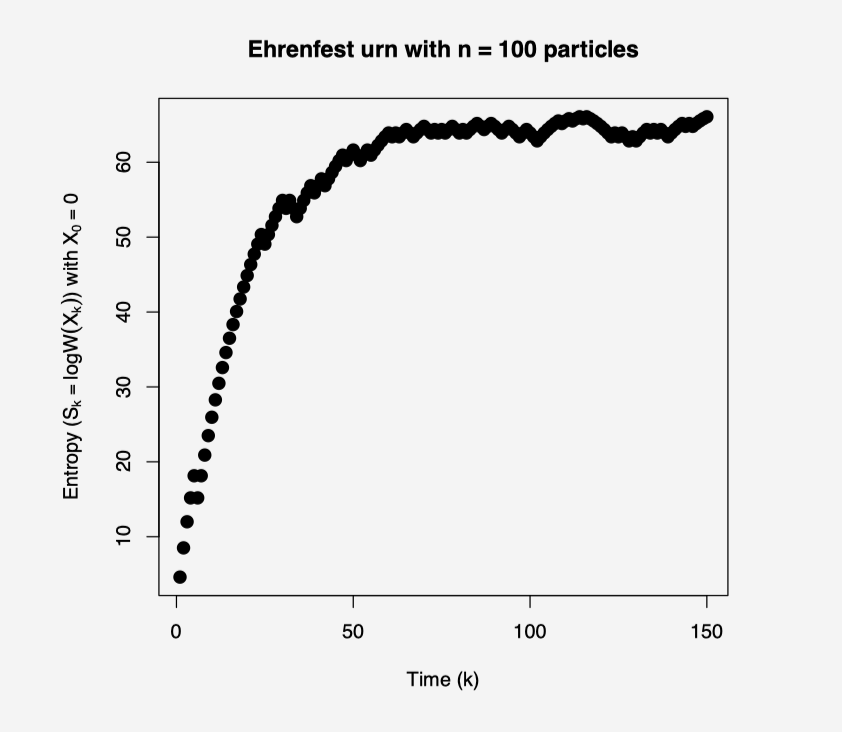 Ehrenfest urn with n = 100 particles
Entropy (Sₖ = logW(Xₖ)) with X₀ = 0
60
50
40
30
20
10
0 50 100 150
Time (k)